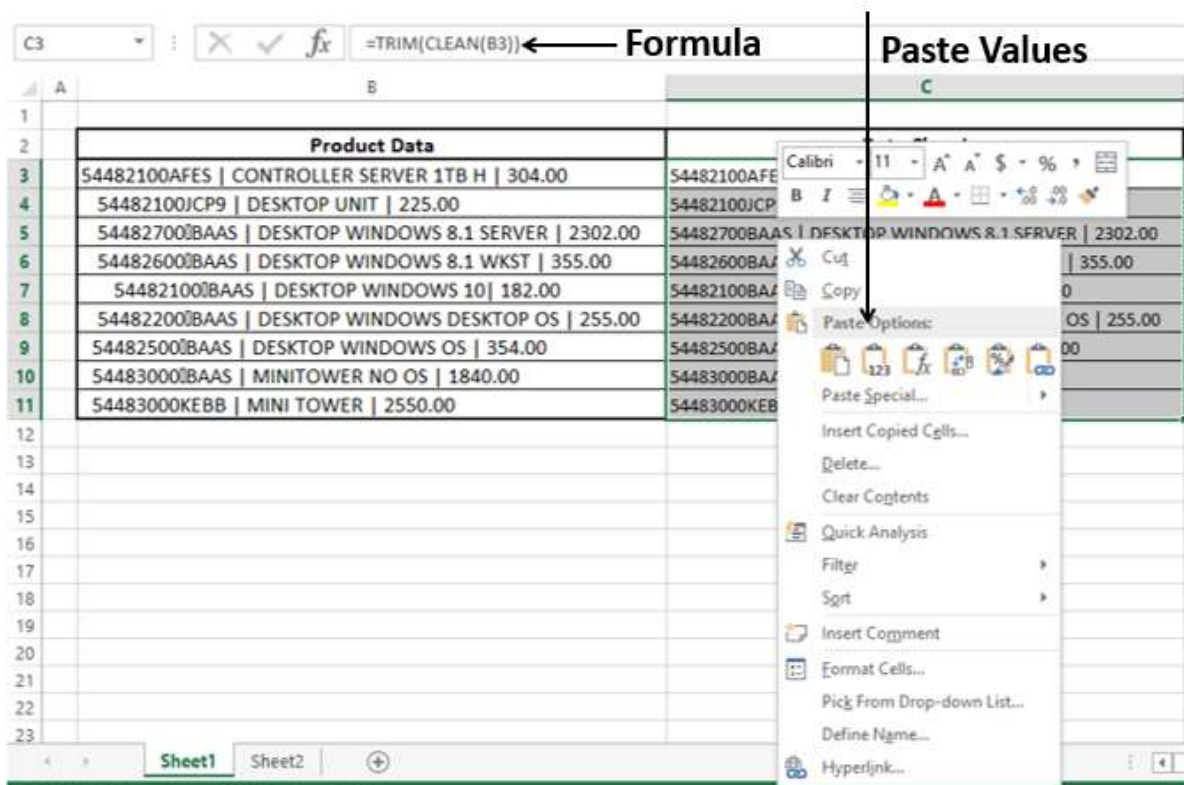 C3
fx
=TRIM(CLEAN(B3))
Formula
Paste Values
A B C
1
2 Product Data
3 54482100AFES | CONTROLLER SERVER 1TB H | 304.00 54482100AFE
4 54482100JCP9 | DESKTOP UNIT | 225.00 54482100JCP
5 54482700BAAS | DESKTOP WINDOWS 8.1 SERVER | 2302.00 54482700BAAS | DESKTOP WINDOWS 8.1 SERVER | 2302.00
6 54482600BAAS | DESKTOP WINDOWS 8.1 WKST | 355.00 54482600BAA | 355.00
7 54482100BAAS | DESKTOP WINDOWS 10| 182.00 54482100BAA 0
8 54482200BAAS | DESKTOP WINDOWS DESKTOP OS | 255.00 54482200BAA OS | 255.00
9 54482500BAAS | DESKTOP WINDOWS OS | 354.00 54482500BAA 00
10 54483000BAAS | MINITOWER NO OS | 1840.00 54483000BAA
11 54483000KEBB | MINI TOWER | 2550.00 54483000KEB
12
13
14
15
16
17
18
19
20
21
22
23
Calibri 11 A A $ % ,
B I A
Cut
Copy
Paste Options:
123 fx %
Paste Special...
Insert Copied Cells...
Delete...
Clear Contents
Quick Analysis
Filter
Sort
Insert Comment
Format Cells...
Pick From Drop-down List...
Define Name...
Hyperlink...
Sheet1 Sheet2